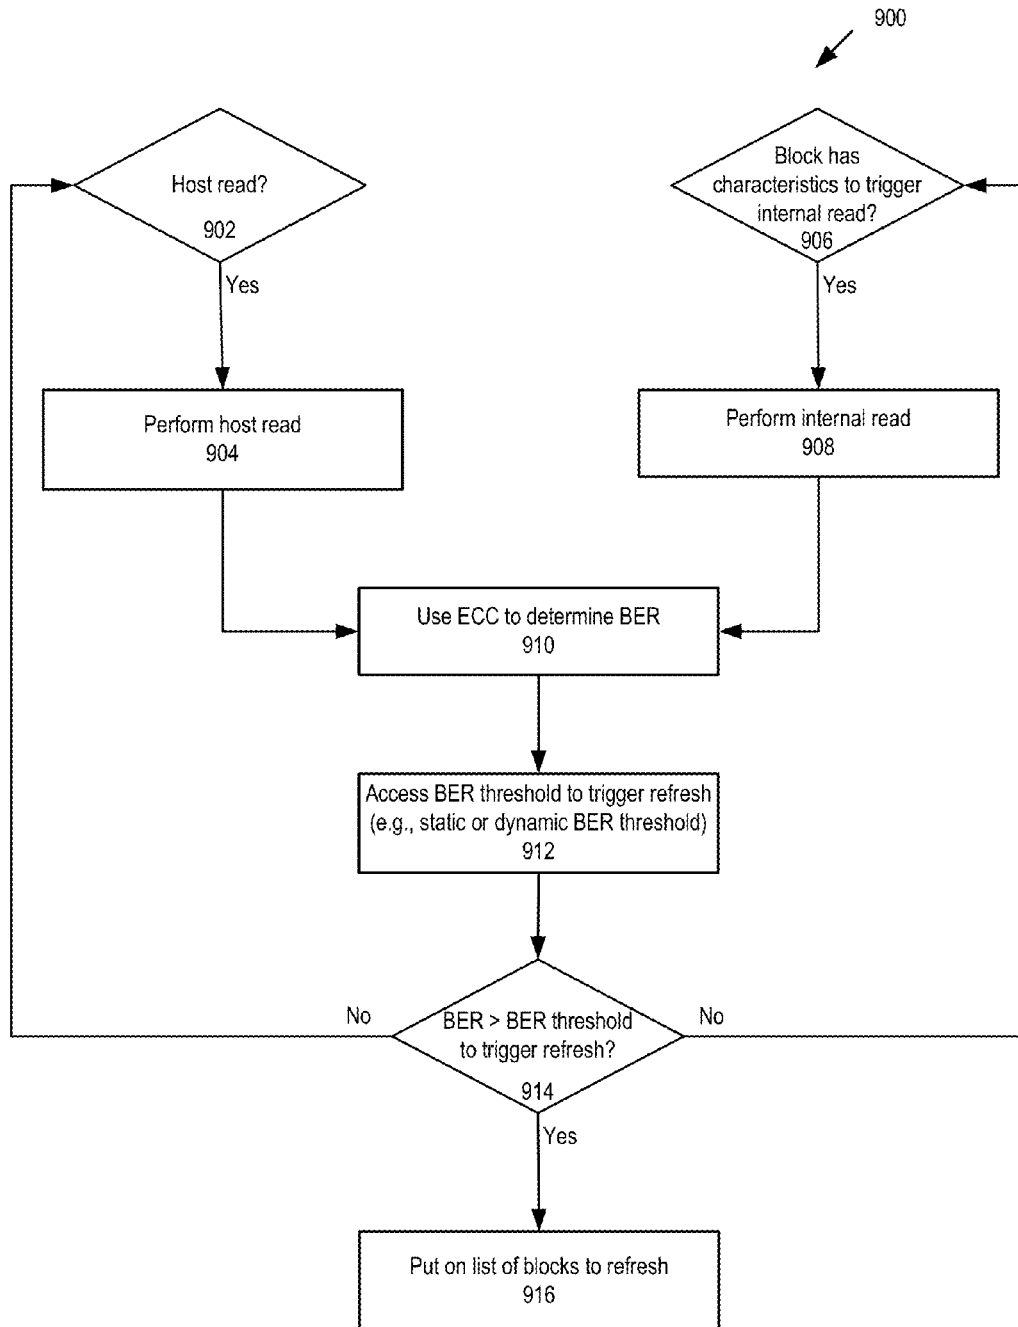 900
Host read?
902
Block has
characteristics to trigger
internal read?
906
Yes
Yes
Perform host read
904
Perform internal read
908
Use ECC to determine BER
910
Access BER threshold to trigger refresh
(e.g., static or dynamic BER threshold)
912
No
BER > BER threshold
to trigger refresh?
914
No
Yes
Put on list of blocks to refresh
916